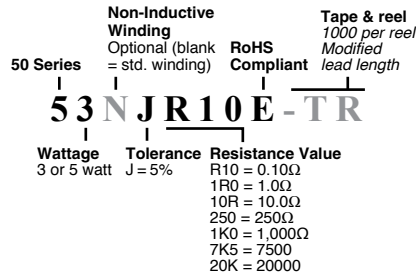 Non-Inductive
Winding
Optional (blank
= std. winding)
Tape & reel
1000 per reel
Modified
lead length
RoHS
Compliant
50 Series
5 3 N J R 1 0 E - T R
Wattage
3 or 5 watt
Tolerance
J = 5%
Resistance Value
R10 = 0.10Ω
1R0 = 1.0Ω
10R = 10.0Ω
250 = 250Ω
1K0 = 1,000Ω
7K5 = 7500
20K = 20000